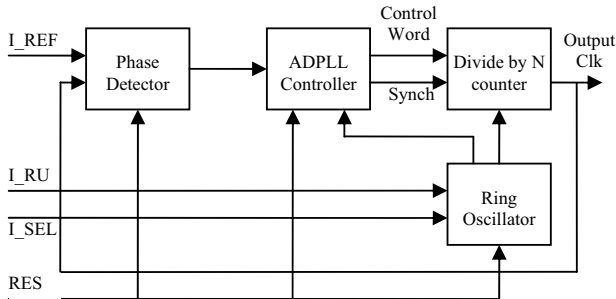 I_REF
Phase
Detector
ADPLL
Controller
Control
Word
Synch
Divide by N
counter
Output
Clk
I_RU
I_SEL
Ring
Oscillator
RES